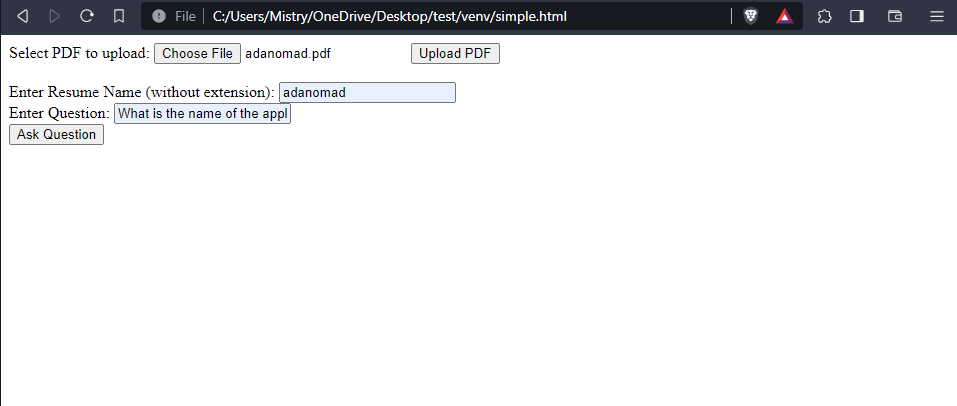 File C:/Users/Mistry/OneDrive/Desktop/test/venv/simple.html
Select PDF to upload: Choose File adanomad.pdf Upload PDF
Enter Resume Name (without extension): adanomad
Enter Question: What is the name of the appl
Ask Question